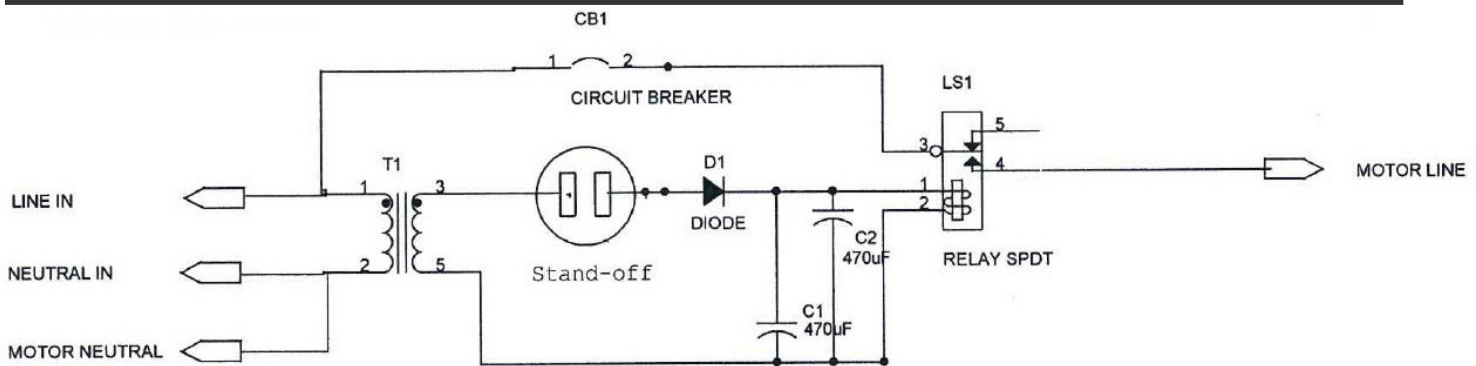 CB1
1 2
CIRCUIT BREAKER
LS1
5
3
4
MOTOR LINE
T1
D1
1 3
1
LINE IN
2
DIODE
C2
470uF
RELAY SPDT
NEUTRAL IN
2 5
Stand-off
C1
470uF
MOTOR NEUTRAL